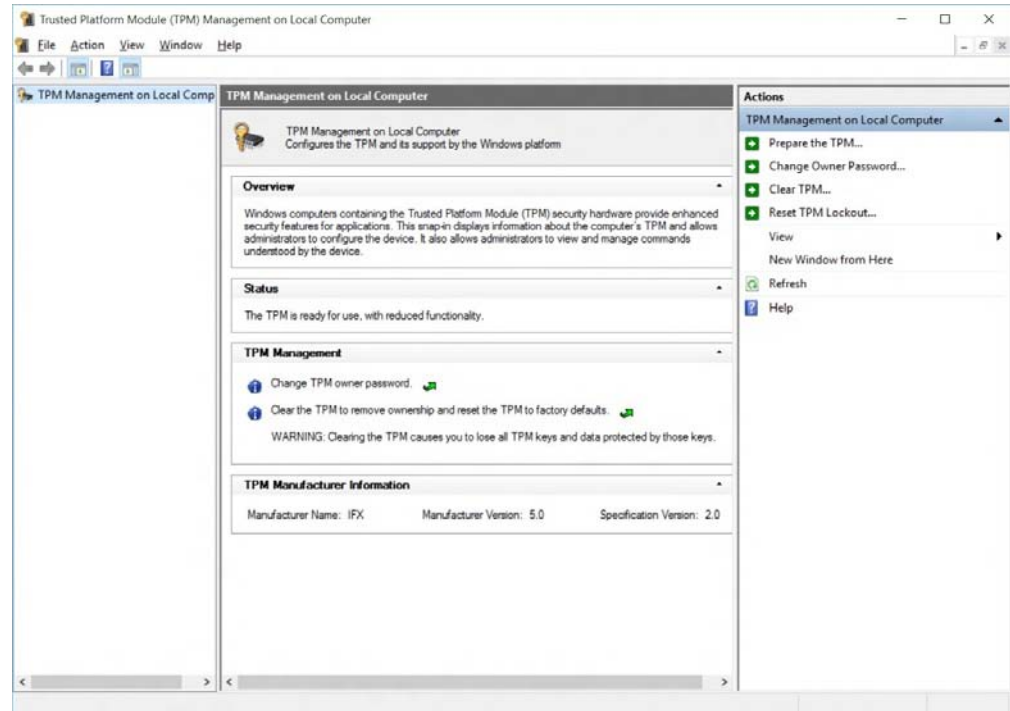 Trusted Platform Module (TPM) Management on Local Computer
File Action View Window Help
TPM Management on Local Comp
TPM Management on Local Computer
TPM Management on Local Computer
Configures the TPM and its support by the Windows platform
Overview
Windows computers containing the Trusted Platform Module (TPM) security hardware provide enhanced
security features for applications. This snap-in displays information about the computer's TPM and allows
administrators to configure the device. It also allows administrators to view and manage commands
understood by the device.
Status
The TPM is ready for use, with reduced functionality.
TPM Management
Change TPM owner password.
Clear the TPM to remove ownership and reset the TPM to factory defaults.
WARNING: Clearing the TPM causes you to lose all TPM keys and data protected by those keys.
TPM Manufacturer Information
Manufacturer Name: IFX Manufacturer Version: 5.0 Specification Version: 2.0
Actions
TPM Management on Local Computer
Prepare the TPM...
Change Owner Password...
Clear TPM...
Reset TPM Lockout...
View
New Window from Here
Refresh
Help